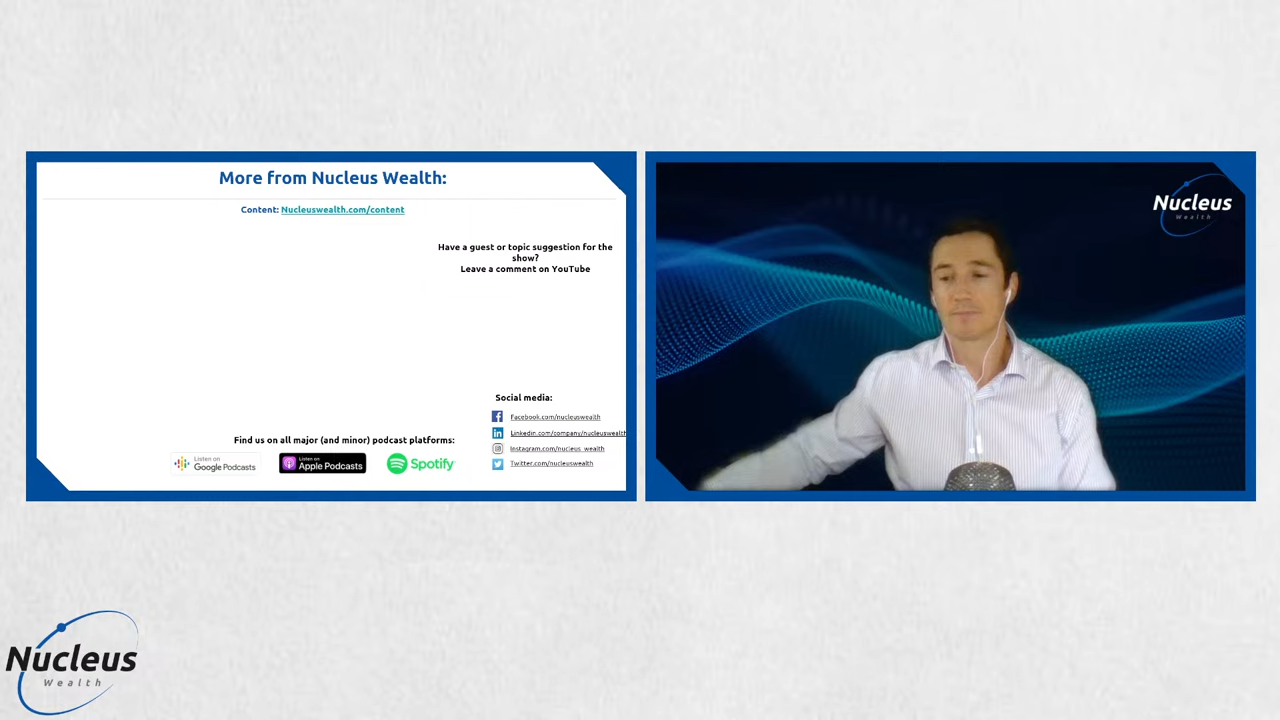 More from Nucleus Wealth:
Content: Nucleuswealth.com/content
Have a guest or topic suggestion for the
show?
Leave a comment on YouTube
Social media:
Facebook.com/nucleuswealth
Linkedin.com/company/nucleuswealth
Instagram.com/nucleus_wealth
Twitter.com/nucleuswealth
Find us on all major (and minor) podcast platforms:
Listen on
Google Podcasts
Listen on
Apple Podcasts
Spotify
Nucleus
Wealth
Nucleus
Wealth